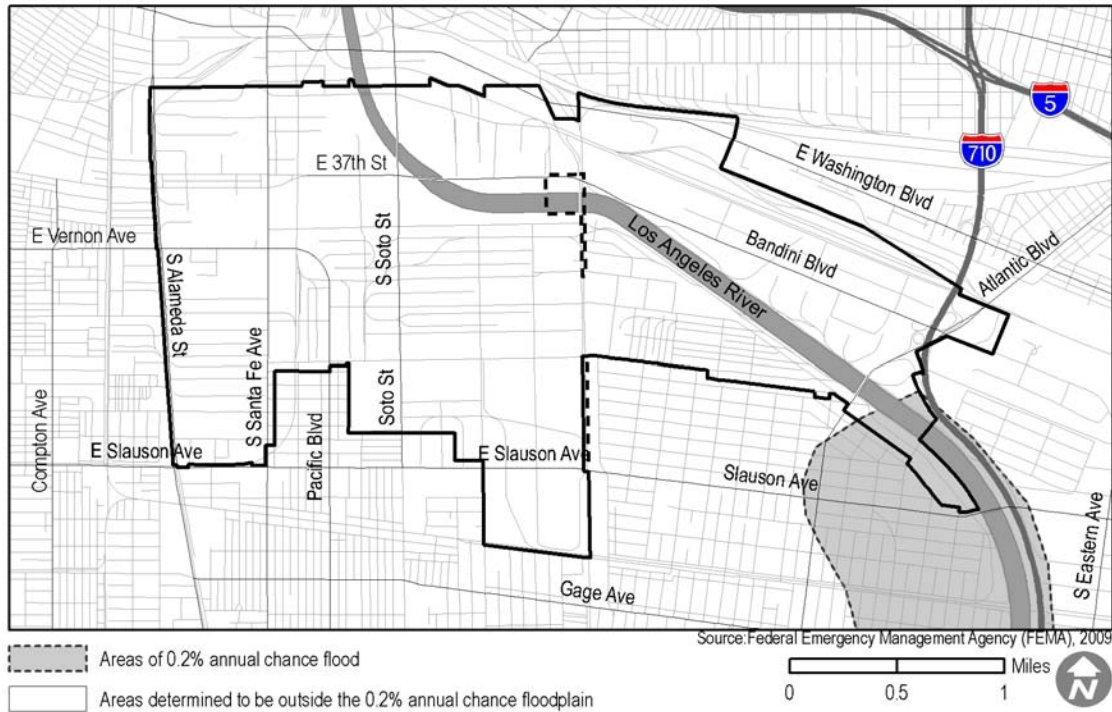 5
710
E 37th St
E Washington Blvd
E Vernon Ave
S Soto St
Los Angeles River
Bandini Blvd
Atlantic Blvd
S Alameda St
S Santa Fe Ave
Soto St
Compton Ave
E Slauson Ave
Pacific Blvd
E Slauson Ave
Slauson Ave
S Eastern Ave
Gage Ave
Source:Federal Emergency Management Agency (FEMA), 2009
Areas of 0.2% annual chance flood
Miles
0 0.5 1
N
Areas determined to be outside the 0.2% annual chance floodplain